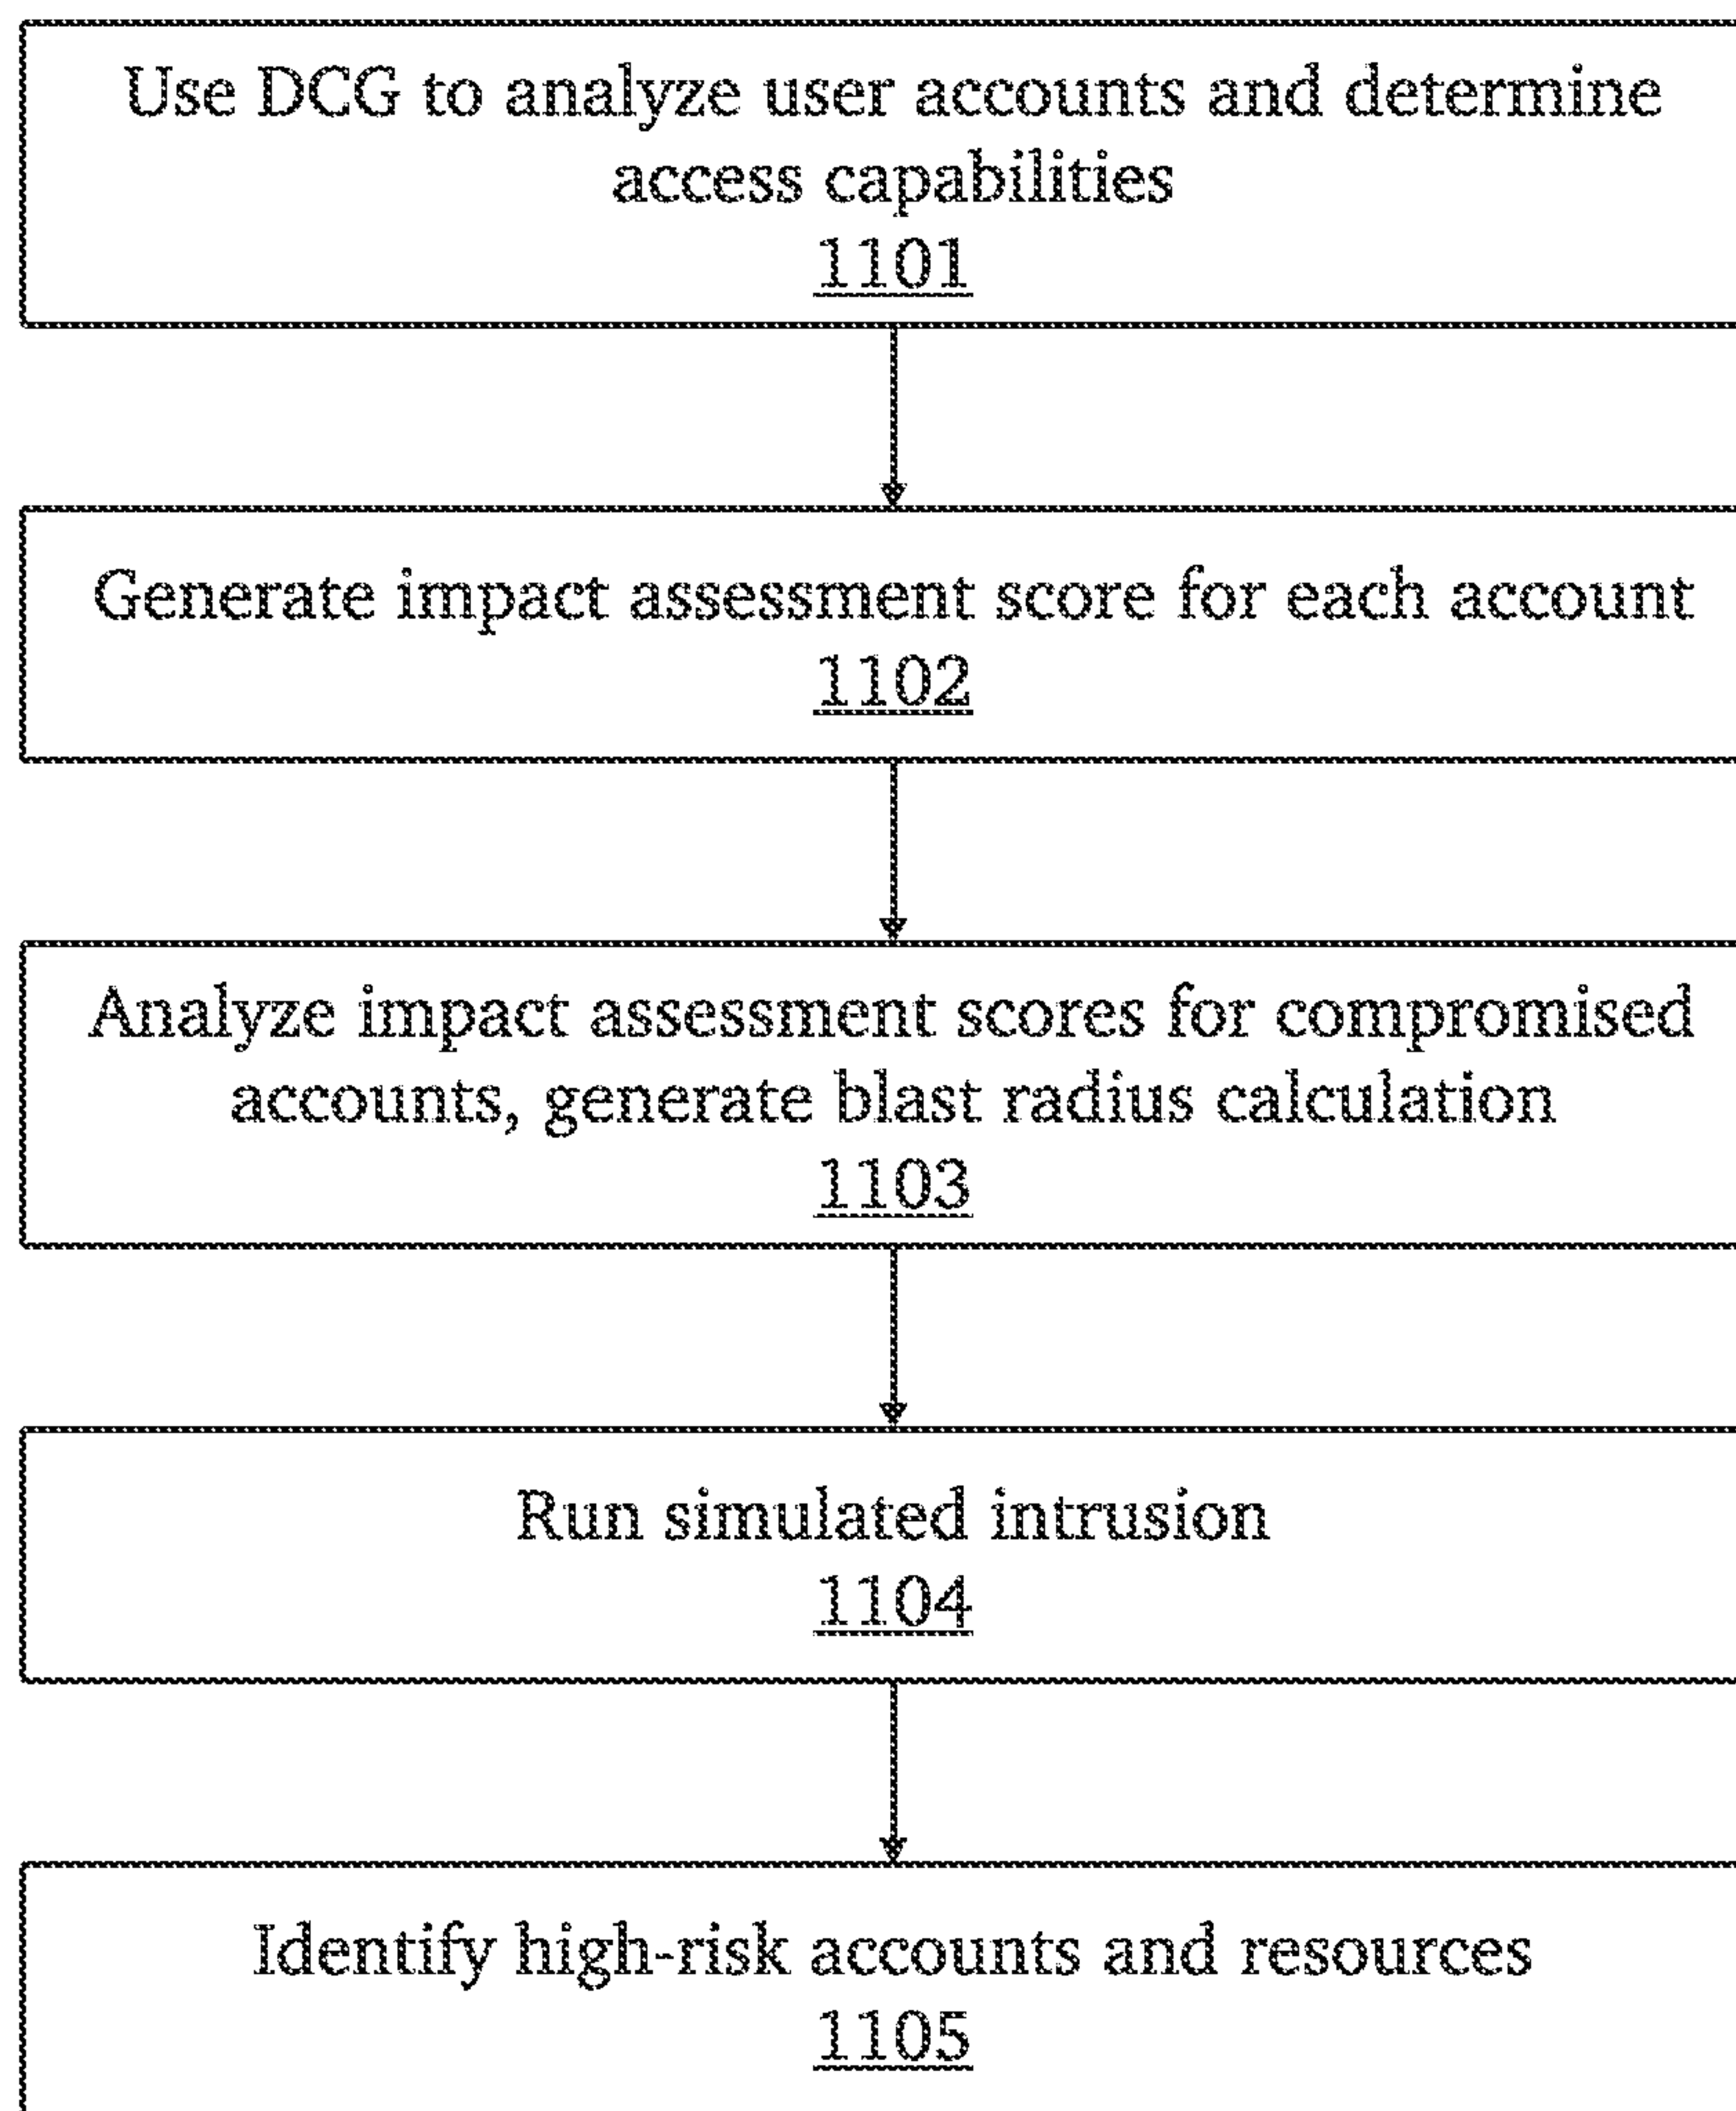 Use DCG to analyze user accounts and determine
access capabilities
1101
Generate impact assessment score for each account
1102
Analyze impact assessment scores for compromised
accounts, generate blast radius calculation
1103
Run simulated intrusion
1104
Identify high-risk accounts and resources
1105